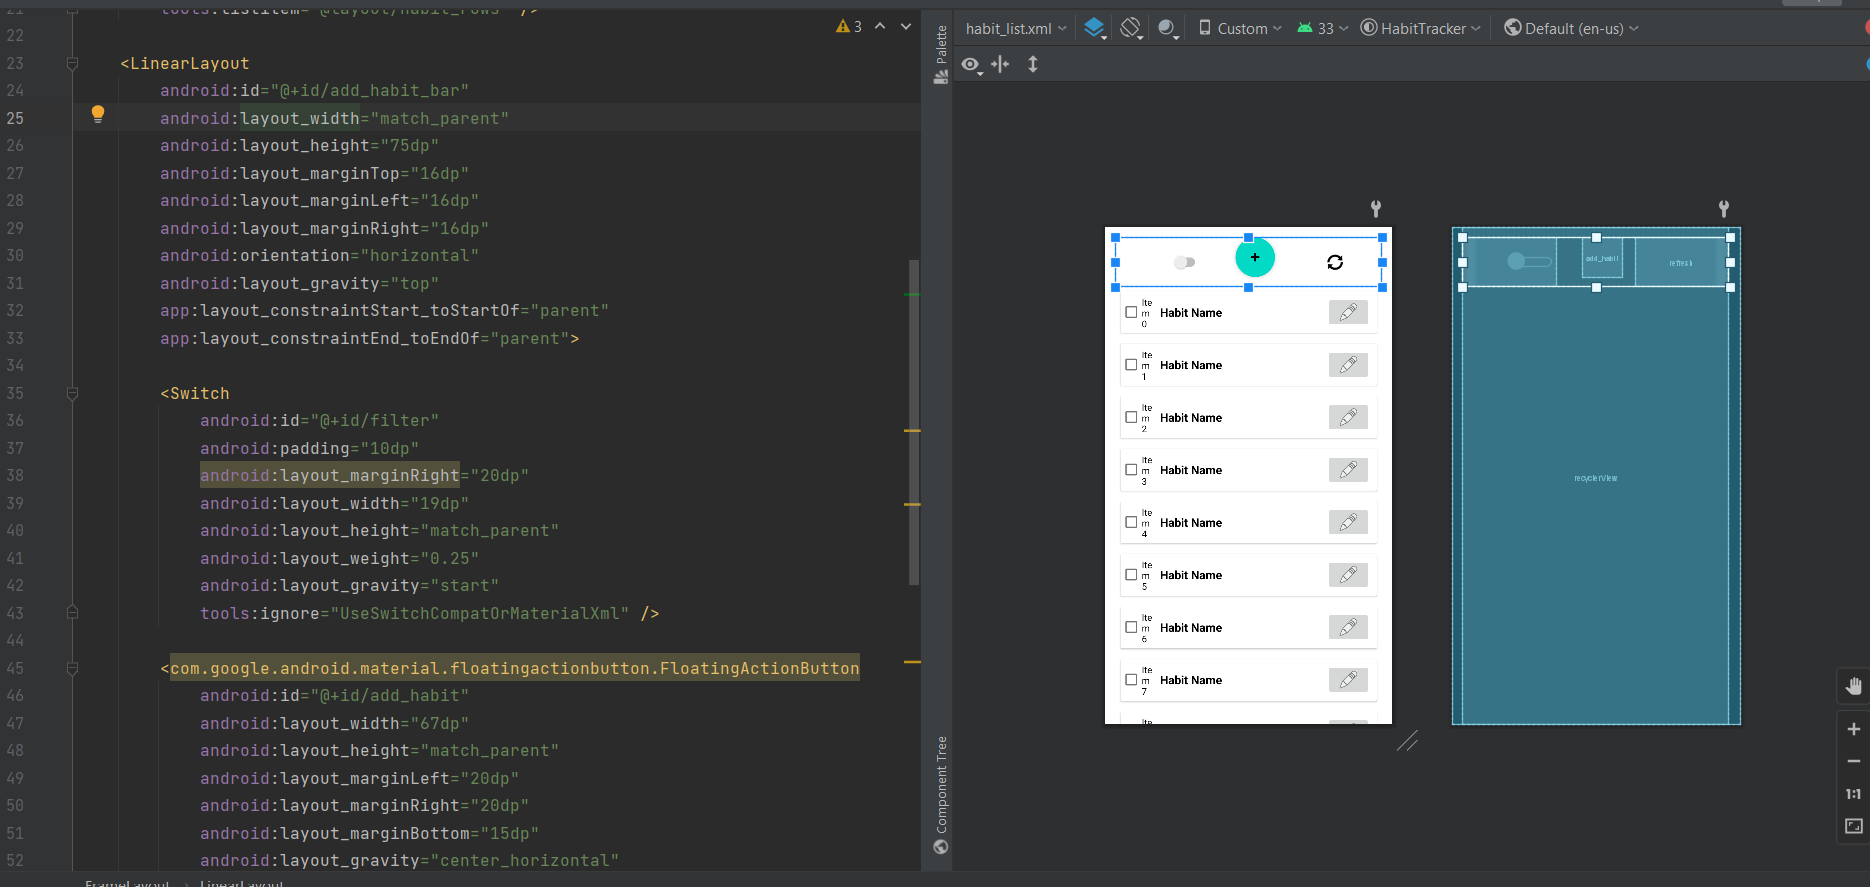 21 tools:listitem="@layout/habit_rows" />
22
23 <LinearLayout
24 android:id="@+id/add_habit_bar"
25 android:layout_width="match_parent"
26 android:layout_height="75dp"
27 android:layout_marginTop="16dp"
28 android:layout_marginLeft="16dp"
29 android:layout_marginRight="16dp"
30 android:orientation="horizontal"
31 android:layout_gravity="top"
32 app:layout_constraintStart_toStartOf="parent"
33 app:layout_constraintEnd_toEndOf="parent">
34
35 <Switch
36 android:id="@+id/filter"
37 android:padding="10dp"
38 android:layout_marginRight="20dp"
39 android:layout_width="19dp"
40 android:layout_height="match_parent"
41 android:layout_weight="0.25"
42 android:layout_gravity="start"
43 tools:ignore="UseSwitchCompatOrMaterialXml" />
44
45 <com.google.android.material.floatingactionbutton.FloatingActionButton
46 android:id="@+id/add_habit"
47 android:layout_width="67dp"
48 android:layout_height="match_parent"
49 android:layout_marginLeft="20dp"
50 android:layout_marginRight="20dp"
51 android:layout_marginBottom="15dp"
52 android:layout_gravity="center_horizontal"
FrameLayout › LinearLayout
3
Palette
Component Tree
habit_list.xml Custom 33 HabitTracker Default (en-us)
+
Ite
m
0
Habit Name
Ite
m
1
Habit Name
Ite
m
2
Habit Name
Ite
m
3
Habit Name
Ite
m
4
Habit Name
Ite
m
5
Habit Name
Ite
m
6
Habit Name
Ite
m
7
Habit Name
Ite
add_habit
refresh
recyclerView
1:1